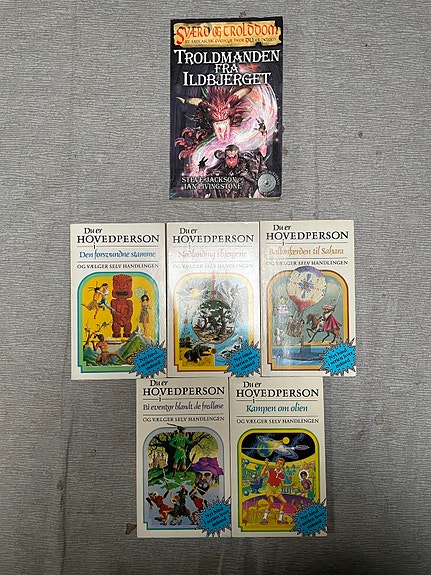 SVÆRD OG TROLDDOM
TROLDMANDEN
FRA
ILDBJERGET
STEVE JACKSON
IAN LIVINGSTONE
Du er
HOVEDPERSON
Den forsvundne stamme
OG VÆLGER SELV HANDLINGEN
Du er
HOVEDPERSON
Nødlanding i bjergene
OG VÆLGER SELV HANDLINGEN
Du er
HOVEDPERSON
Ballonfærden til Sahara
OG VÆLGER SELV HANDLINGEN
Du er
HOVEDPERSON
På eventyr blandt de fredløse
OG VÆLGER SELV HANDLINGEN
Du er
HOVEDPERSON
Kampen om olien
OG VÆLGER SELV HANDLINGEN